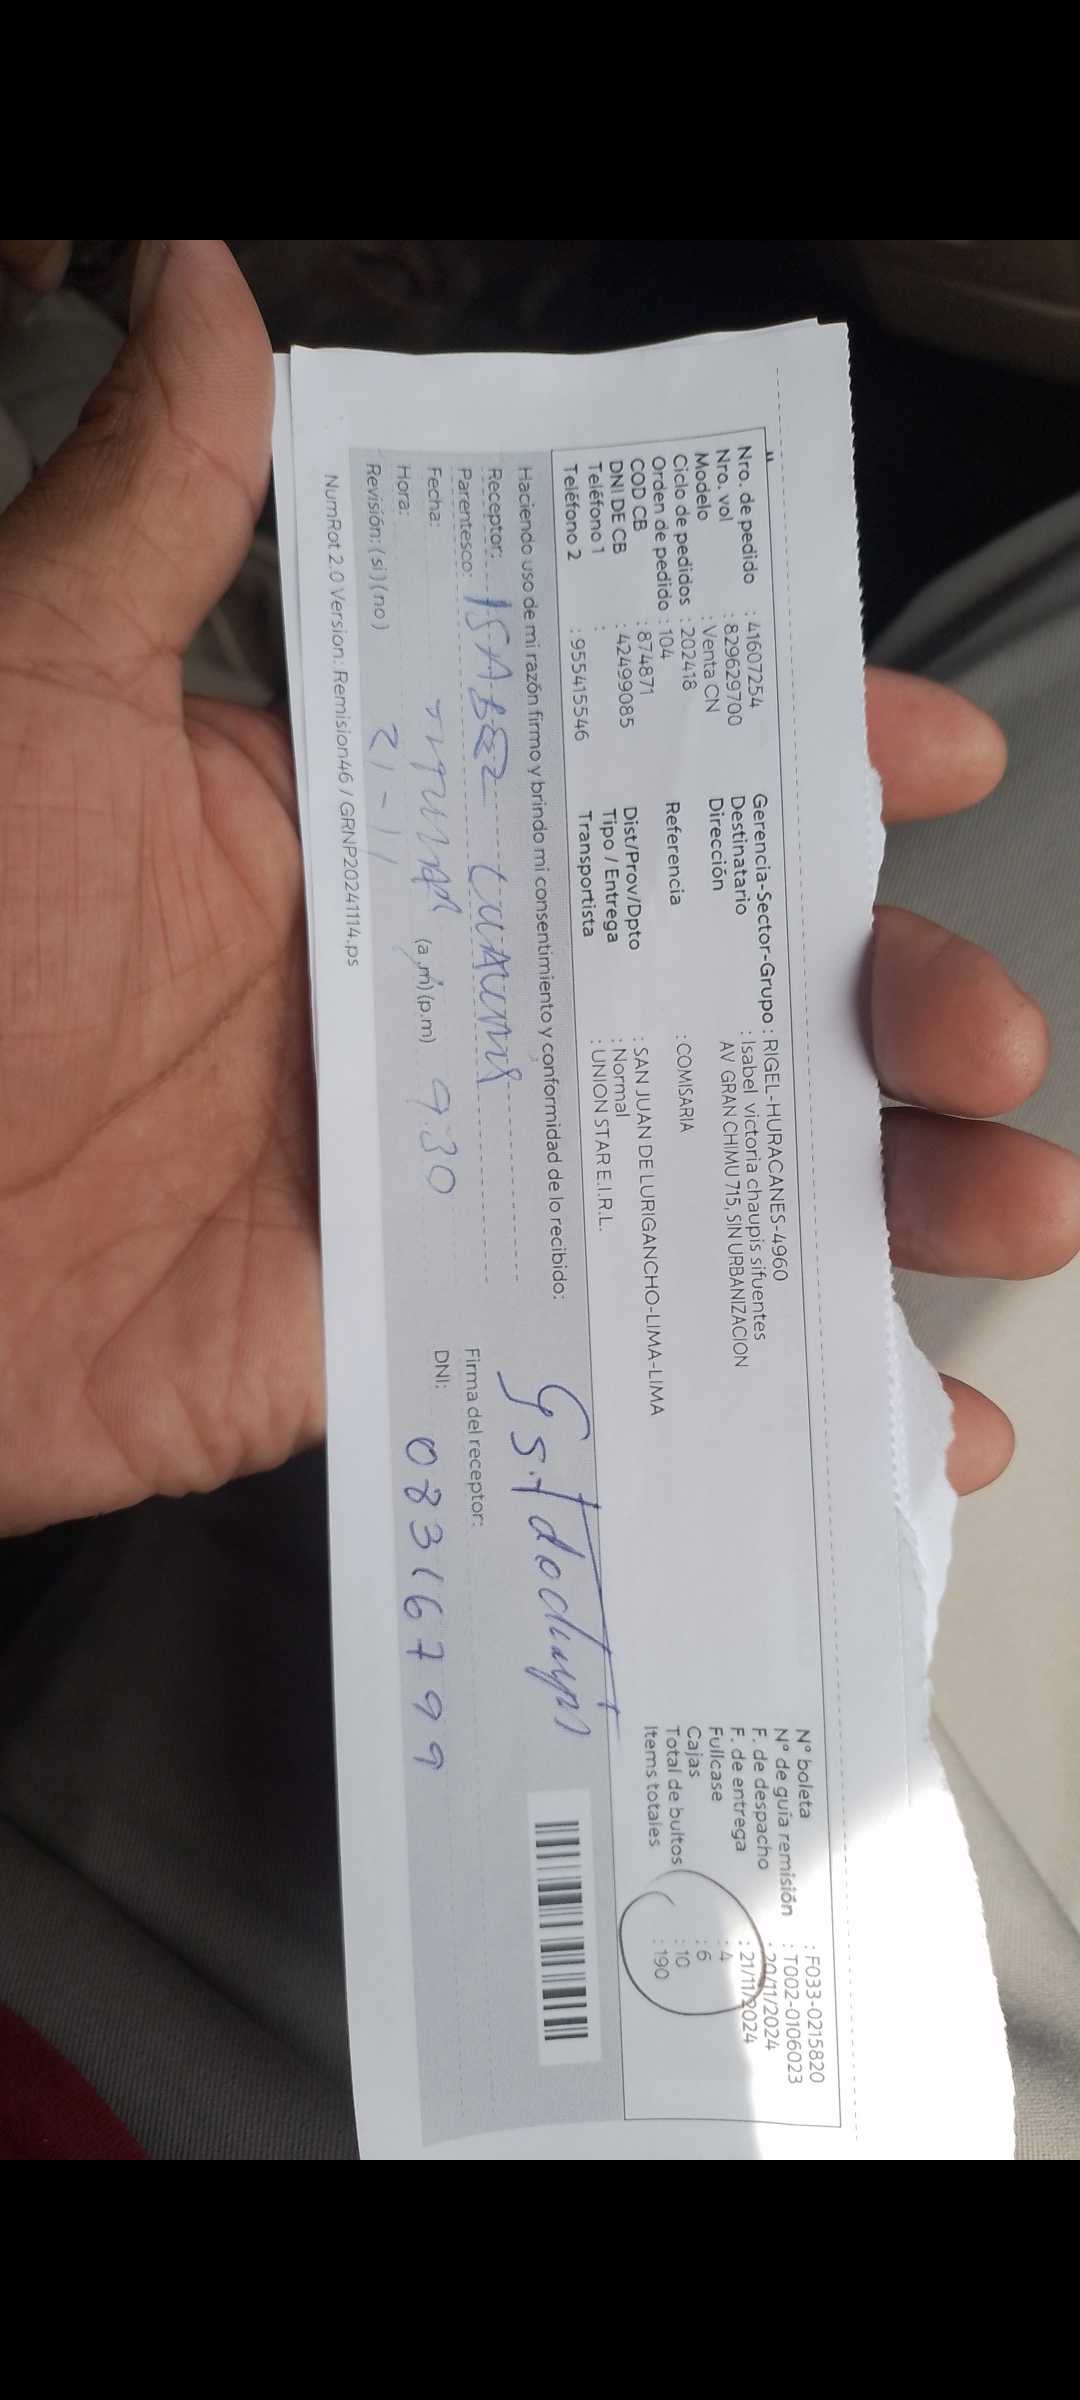 Nro. de pedido : 41607254
Nro. vol : 829629700
Modelo : Venta CN
Ciclo de pedidos : 202418
Orden de pedido : 104
COD CB : 874871
DNI DE CB : 42499085
Teléfono 1 :
Teléfono 2 : 955415546
Gerencia-Sector-Grupo : RIGEL-HURACANES-4960
Destinatario : Isabel victoria chaupis sifuentes
Dirección AV GRAN CHIMU 715, SIN URBANIZACION
Referencia : COMISARIA
Dist/Prov/Dpto : SAN JUAN DE LURIGANCHO-LIMA-LIMA
Tipo / Entrega : Normal
Transportista : UNION STAR E.I.R.L.
N° boleta : F033-0215820
N° de guía remisión : T002-0106023
F. de despacho : 20/11/2024
F. de entrega : 21/11/2024
Fullcase : 4
Cajas : 6
Total de bultos : 10
Items totales : 190
Haciendo uso de mi razón firmo y brindo mi consentimiento y conformidad de lo recibido:
Receptor: ISABEL
Parentesco:
Fecha: (a.m) (p.m) 9:30
Hora: 21-11
Revisión: (si) (no)
Firma del receptor:
DNI: 08316799
NumRot 2.0 Version: Remision46 / GRNP20241114.ps